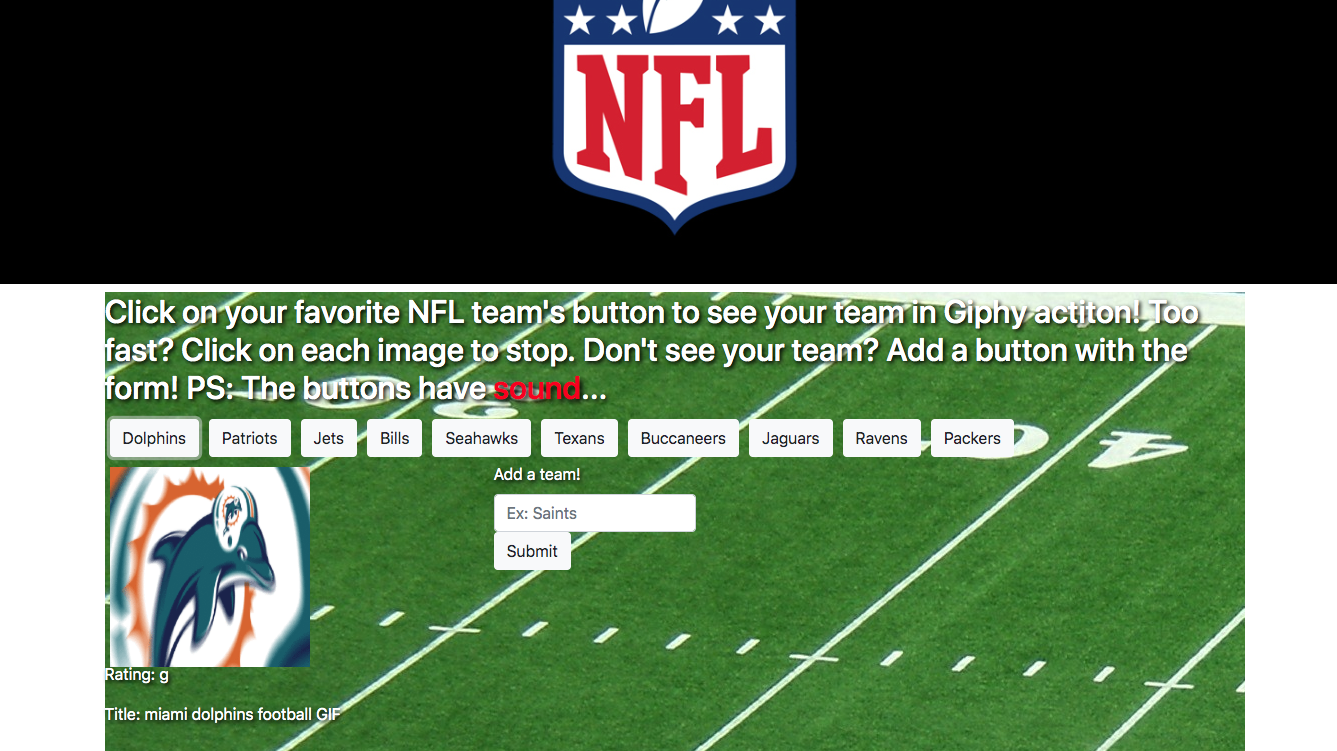 NFL
Click on your favorite NFL team's button to see your team in Giphy actiton! Too
fast? Click on each image to stop. Don't see your team? Add a button with the
form! PS: The buttons have sound...
Dolphins Patriots Jets Bills Seahawks Texans Buccaneers Jaguars Ravens Packers
Add a team!
Ex: Saints
Submit
Rating: g
Title: miami dolphins football GIF
4 0